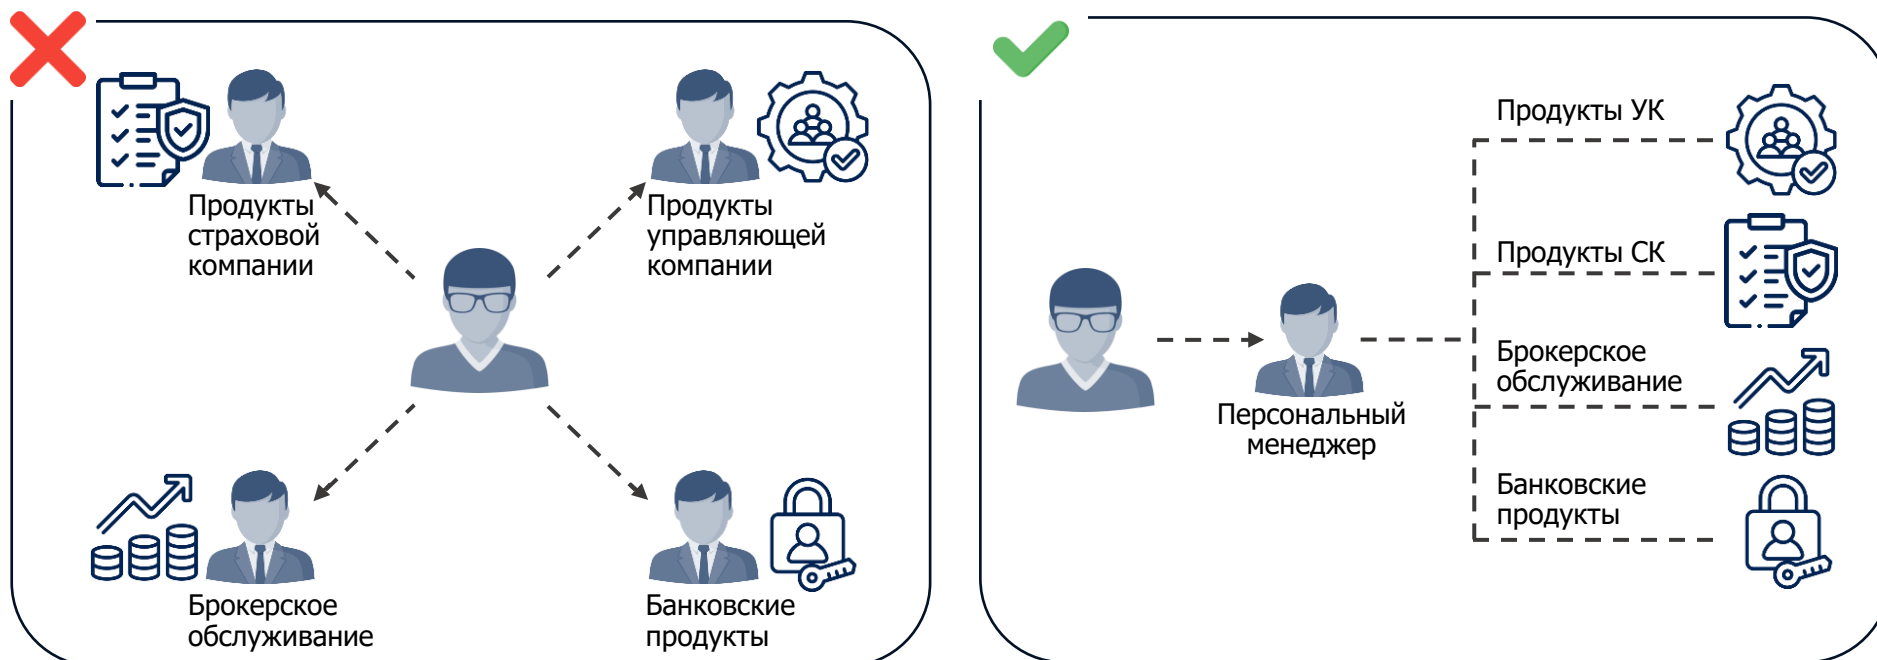 Продукты
страховой
компании
Продукты
управляющей
компании
Брокерское
обслуживание
Банковские
продукты
Персональный
менеджер
Продукты УК
Продукты СК
Брокерское
обслуживание
Банковские
продукты